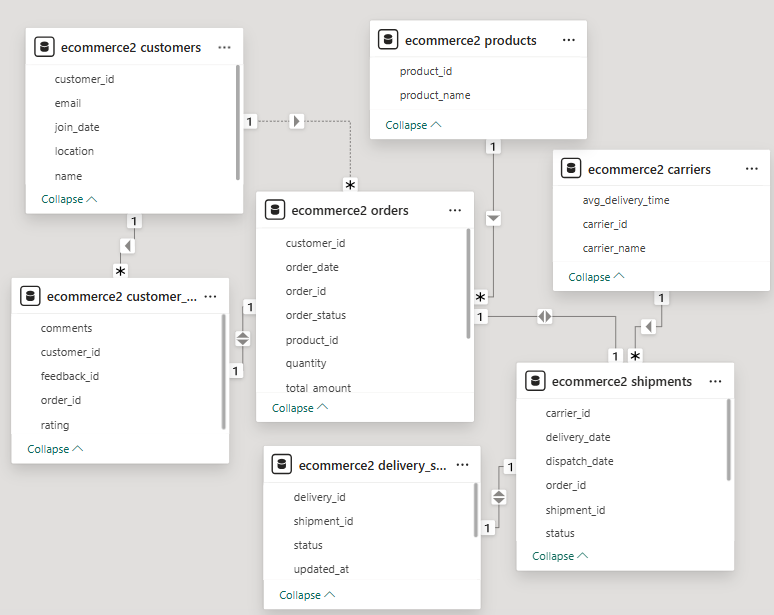 ecommerce2 customers ...
customer_id
email
join_date
location
name
Collapse
1
*
ecommerce2 products ...
product_id
product_name
Collapse
1
*
ecommerce2 carriers ...
avg_delivery_time
carrier_id
carrier_name
Collapse
1
*
ecommerce2 orders ...
customer_id
order_date
order_id
order_status
product_id
quantity
total_amount
Collapse
1
1
1
*
ecommerce2 customer_... ...
comments
customer_id
feedback_id
order_id
rating
Collapse
1
1
ecommerce2 shipments ...
carrier_id
delivery_date
dispatch_date
order_id
shipment_id
status
Collapse
ecommerce2 delivery_s... ...
delivery_id
shipment_id
status
updated_at
Collapse
1
1